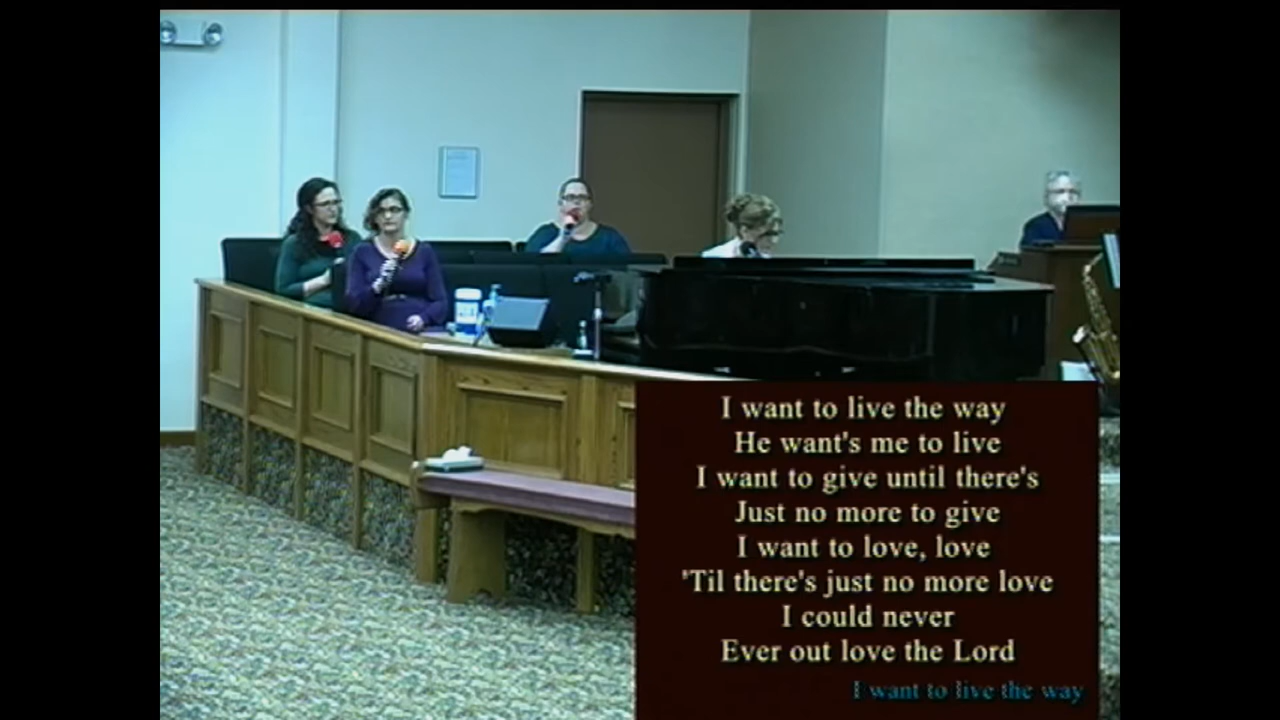 I want to live the way
He want's me to live
I want to give until there's
Just no more to give
I want to love, love
'Til there's just no more love
I could never
Ever out love the Lord
I want to live the way